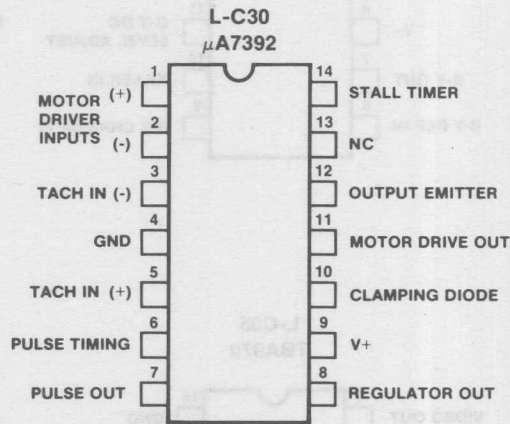 L-C30
µA7392
1
14
MOTOR (+)
DRIVER
INPUTS (-)
2
13
STALL TIMER
NC
3
12
TACH IN (-)
OUTPUT EMITTER
4
11
GND
MOTOR DRIVE OUT
5
10
TACH IN (+)
CLAMPING DIODE
6
9
PULSE TIMING
V+
7
8
PULSE OUT
REGULATOR OUT